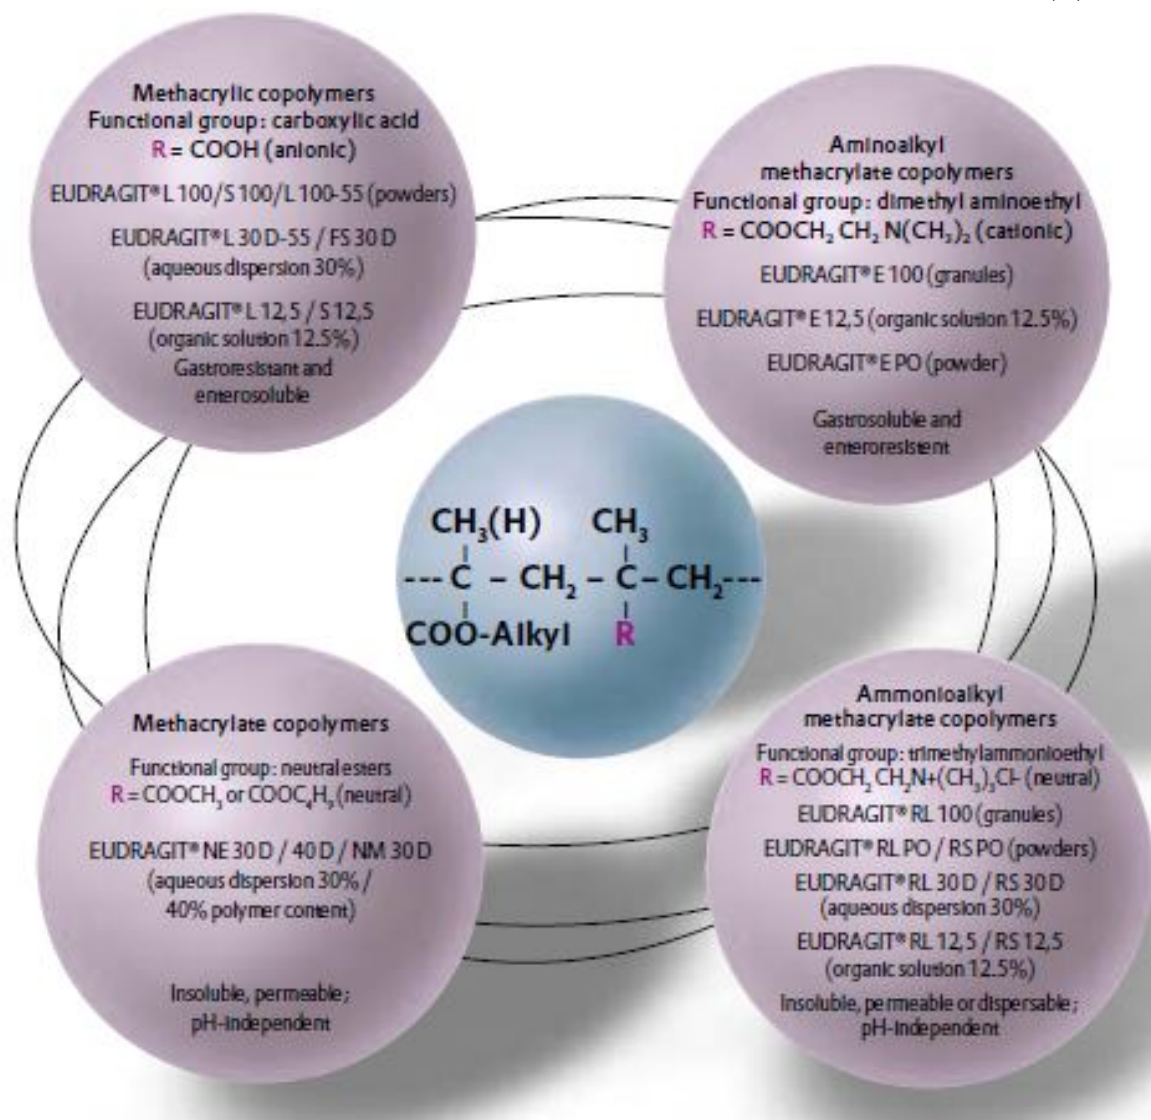 Methacrylic copolymers
Functional group: carboxylic acid
R = COOH (anionic)
EUDRAGIT® L 100/S 100/L 100-55 (powders)
EUDRAGIT® L 30 D-55 / FS 30 D
(aqueous dispersion 30%)
EUDRAGIT® L 12,5 / S 12,5
(organic solution 12.5%)
Gastroresistant and
enterosoluble
Aminoalkyl
methacrylate copolymers
Functional group: dimethyl aminoethyl
R = COOCH₂ CH₂ N(CH₃)₂ (cationic)
EUDRAGIT® E 100 (granules)
EUDRAGIT® E 12,5 (organic solution 12.5%)
EUDRAGIT® E PO (powder)
Gastrosoluble and
enteroresistent
CH₃(H) CH₃
--- C – CH₂ – C – CH₂---
COO-Alkyl R
Methacrylate copolymers
Functional group: neutral esters
R = COOCH₃ or COOC₄H₉ (neutral)
EUDRAGIT® NE 30 D / 40 D / NM 30 D
(aqueous dispersion 30% /
40% polymer content)
Insoluble, permeable;
pH-independent
Ammonioalkyl
methacrylate copolymers
Functional group: trimethylammonioethyl
R = COOCH₂ CH₂N+(CH₃)₃Cl- (neutral)
EUDRAGIT® RL 100 (granules)
EUDRAGIT® RL PO / RS PO (powders)
EUDRAGIT® RL 30 D / RS 30 D
(aqueous dispersion 30%)
EUDRAGIT® RL 12,5 / RS 12,5
(organic solution 12.5%)
Insoluble, permeable or dispersable;
pH-independent